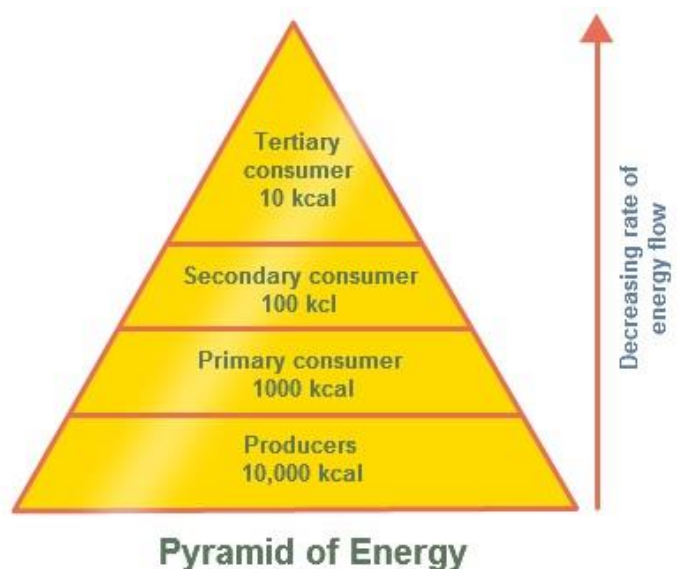 Tertiary
consumer
10 kcal
Secondary consumer
100 kcl
Primary consumer
1000 kcal
Producers
10,000 kcal
Decreasing rate of
energy flow
Pyramid of Energy